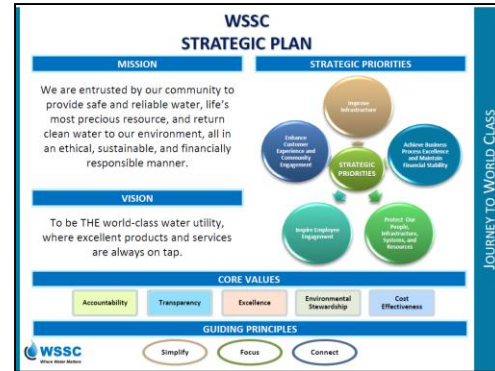 WSSC
STRATEGIC PLAN
MISSION
We are entrusted by our community to
provide safe and reliable water, life's
most precious resource, and return
clean water to our environment, all in
an ethical, sustainable, and financially
responsible manner.
VISION
To be THE world-class water utility,
where excellent products and services
are always on tap.
STRATEGIC PRIORITIES
Improve
Infrastructure
Enhance
Customer
Experience and
Community
Engagement
Achieve Business
Process Excellence
and Maintain
Financial Stability
STRATEGIC
PRIORITIES
Inspire Employee
Engagement
Protect Our
People,
Infrastructure,
Systems, and
Resources
CORE VALUES
Accountability
Transparency
Excellence
Environmental
Stewardship
Cost
Effectiveness
GUIDING PRINCIPLES
Simplify
Focus
Connect
WSSC
Where Water Matters
JOURNEY TO WORLD CLASS